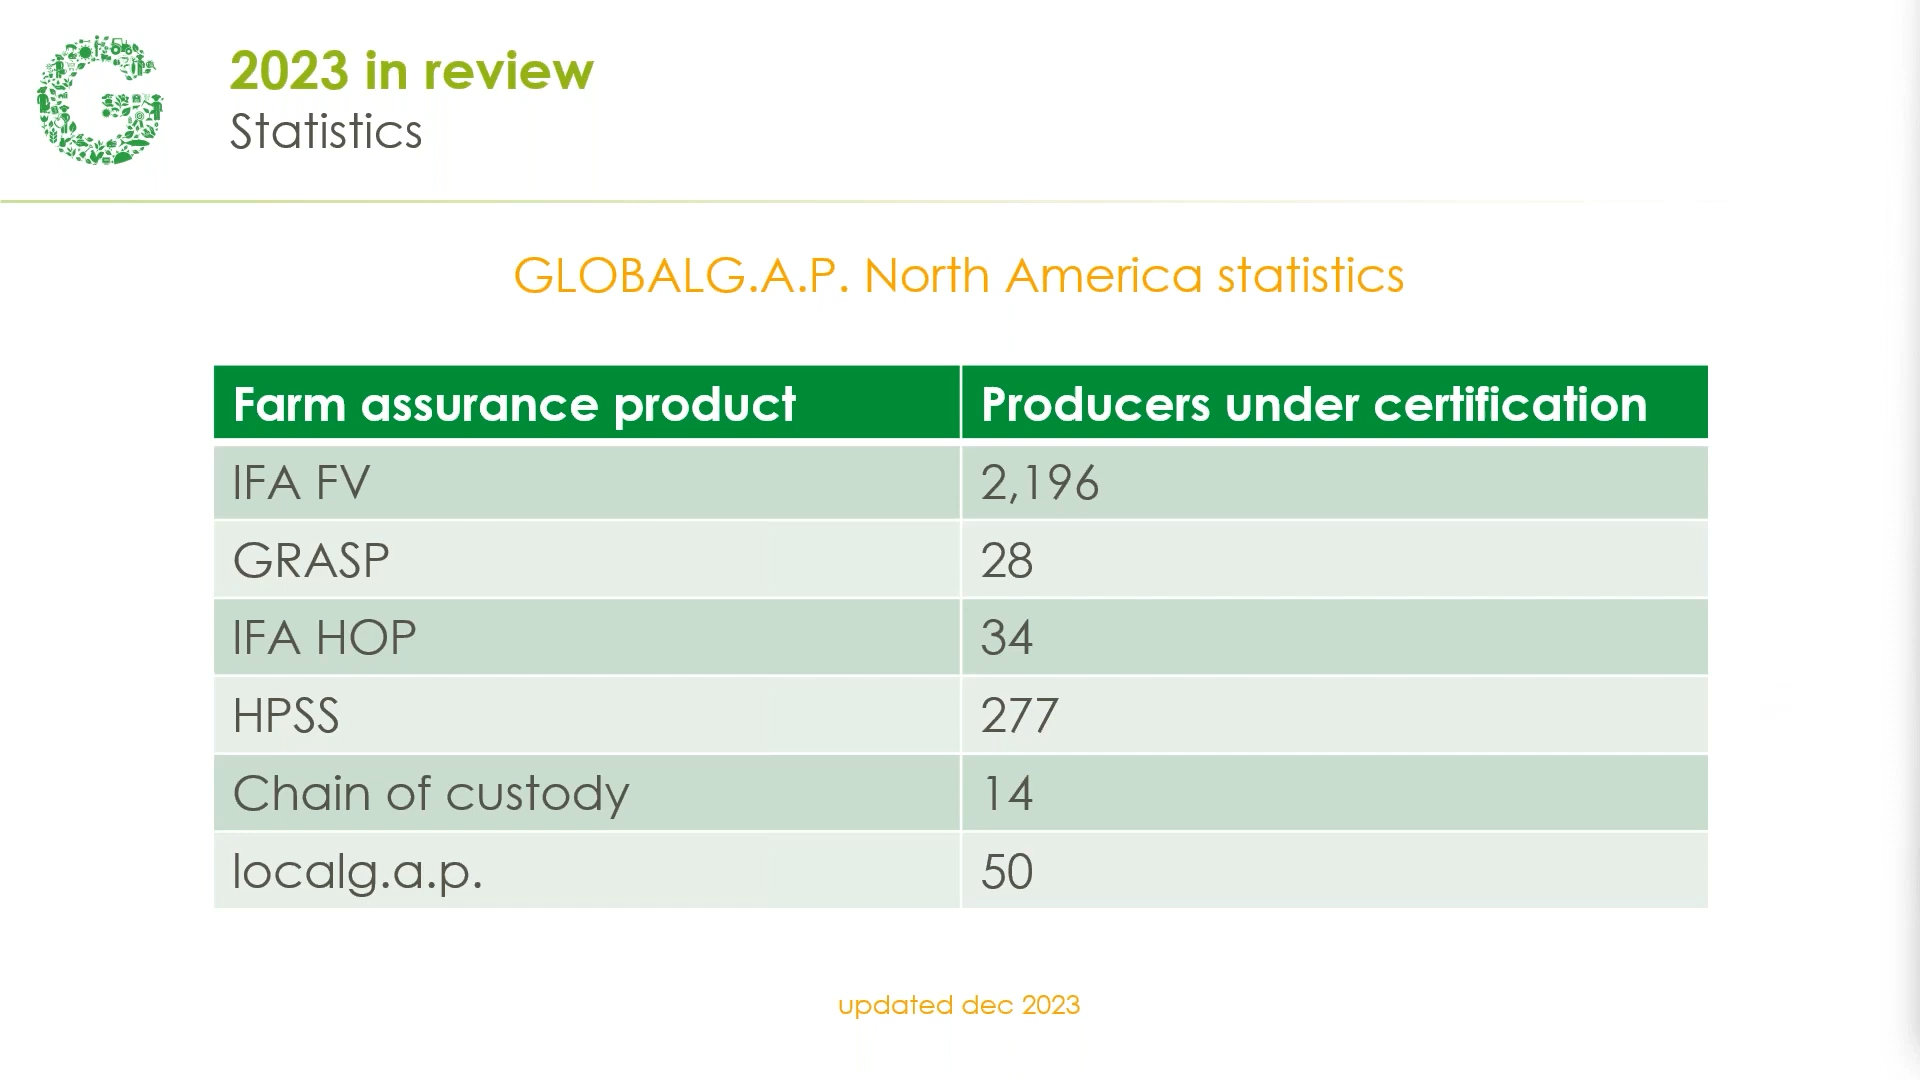 2023 in review
Statistics
GLOBALG.A.P. North America statistics
Farm assurance product Producers under certification
IFA FV 2,196
GRASP 28
IFA HOP 34
HPSS 277
Chain of custody 14
localg.a.p. 50
updated dec 2023